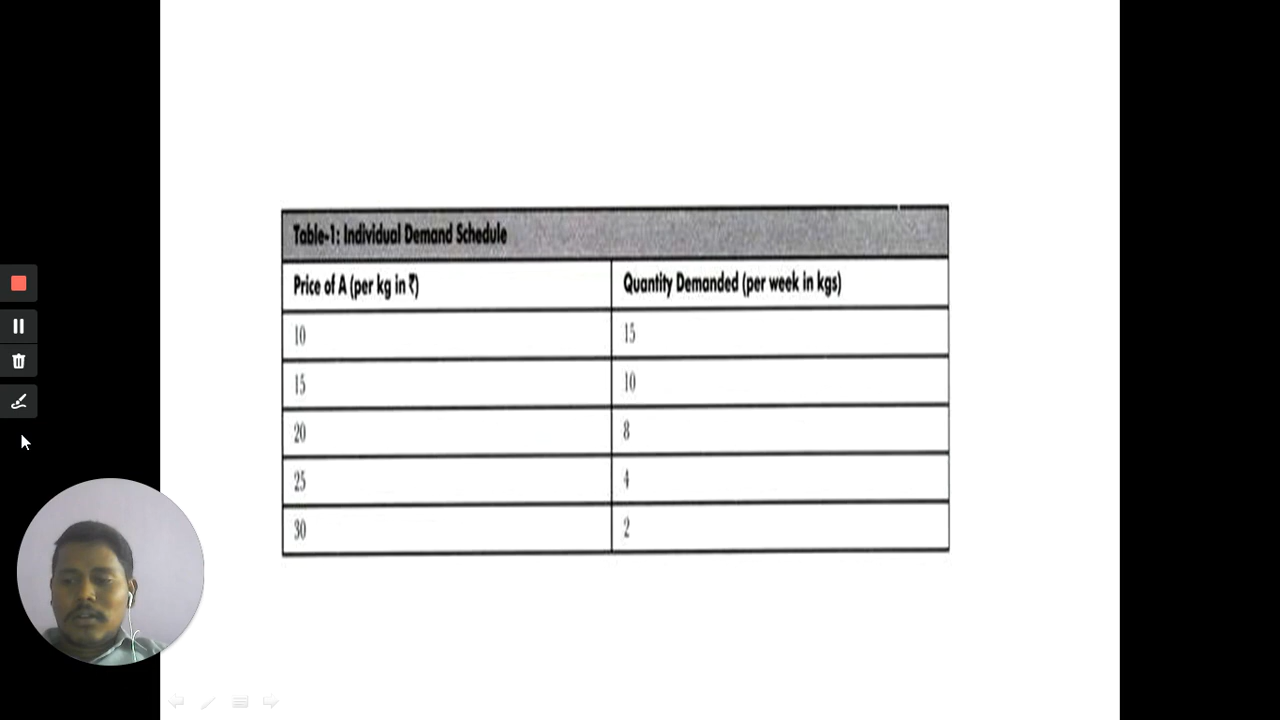 Table-1: Individual Demand Schedule
Price of A (per kg in ₹) Quantity Demanded (per week in kgs)
10 15
15 10
20 8
25 4
30 2